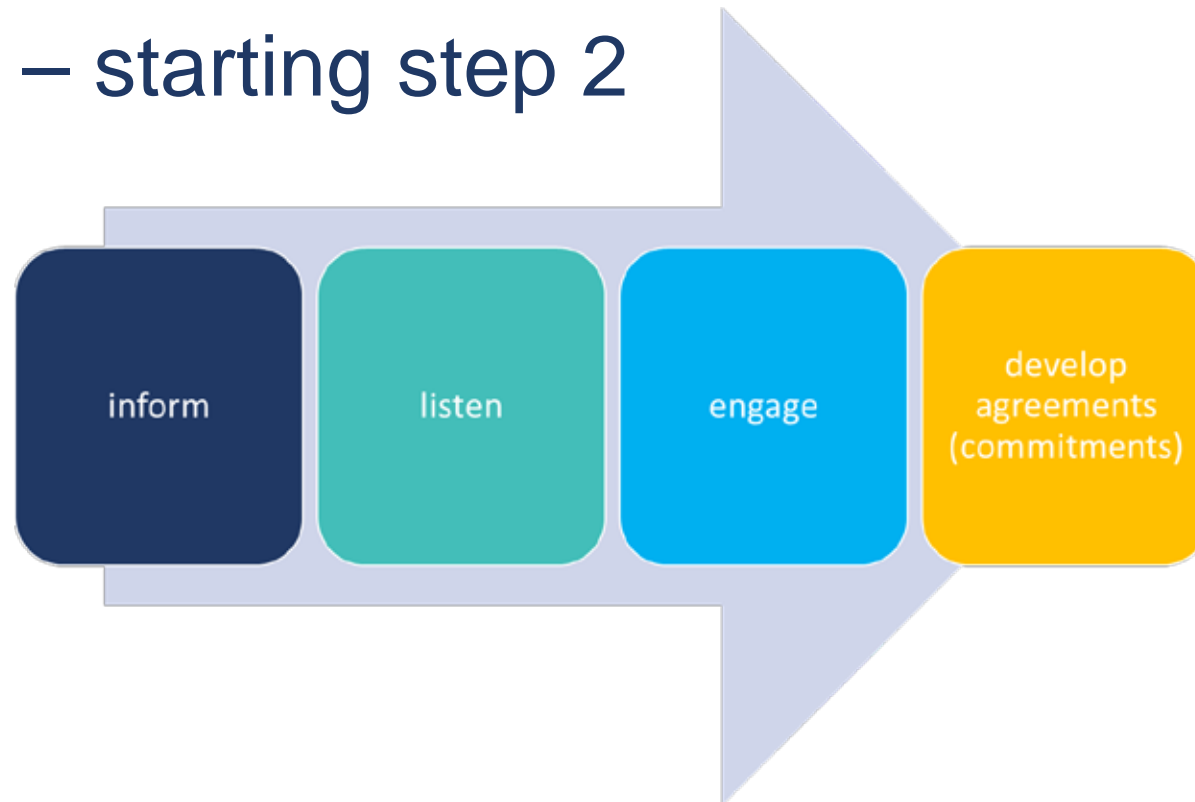 – starting step 2
inform
listen
engage
develop
agreements
(commitments)